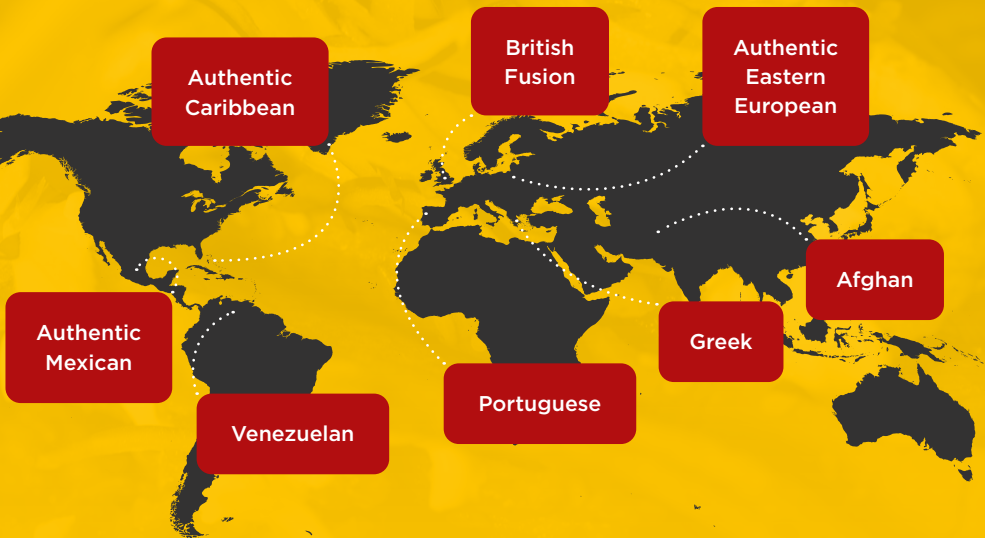 Authentic
Caribbean
British
Fusion
Authentic
Eastern
European
Afghan
Authentic
Mexican
Greek
Portuguese
Venezuelan